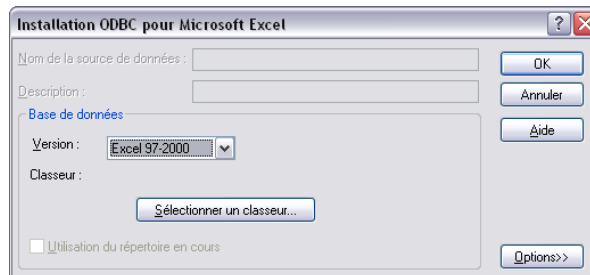 Installation ODBC pour Microsoft Excel
Nom de la source de données :
OK
Description :
Annuler
Base de données
Aide
Version :
Excel 97-2000
Classeur :
Sélectionner un classeur...
Utilisation du répertoire en cours
Options>>